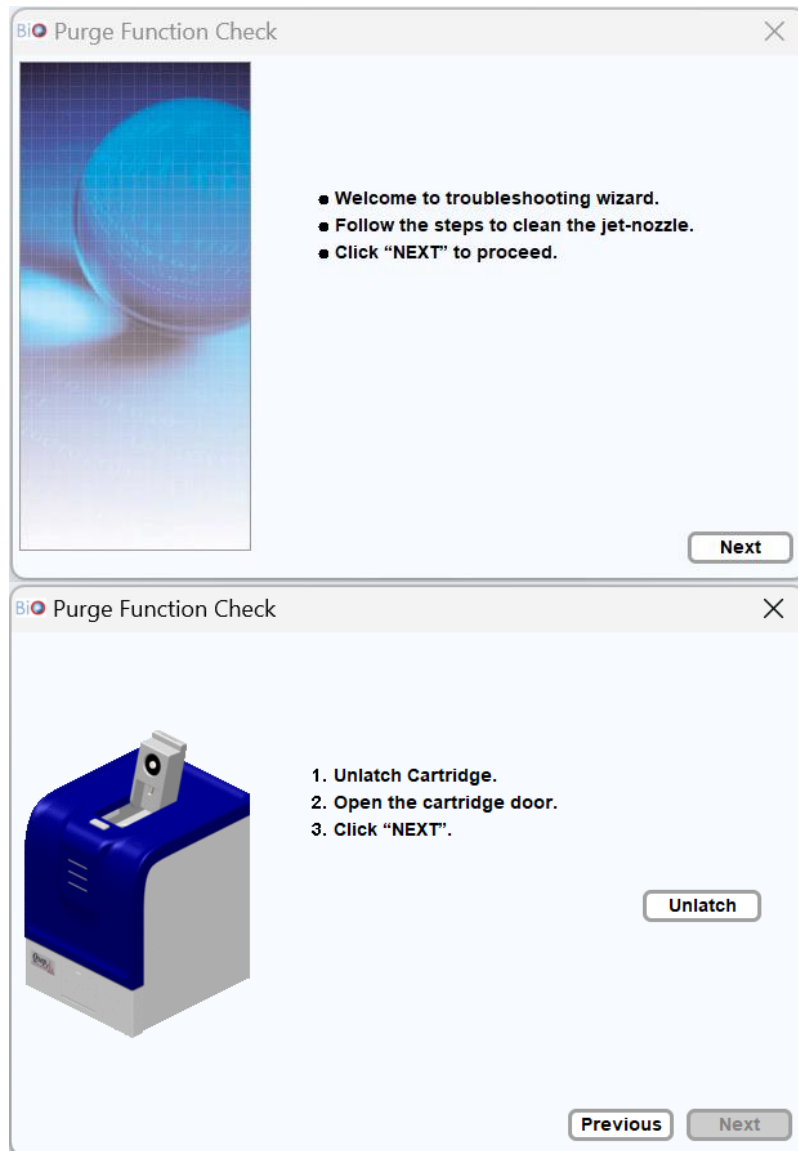 BiO Purge Function Check
● Welcome to troubleshooting wizard.
● Follow the steps to clean the jet-nozzle.
● Click “NEXT” to proceed.
Next
BiO Purge Function Check
1. Unlatch Cartridge.
2. Open the cartridge door.
3. Click “NEXT”.
Unlatch
Previous Next